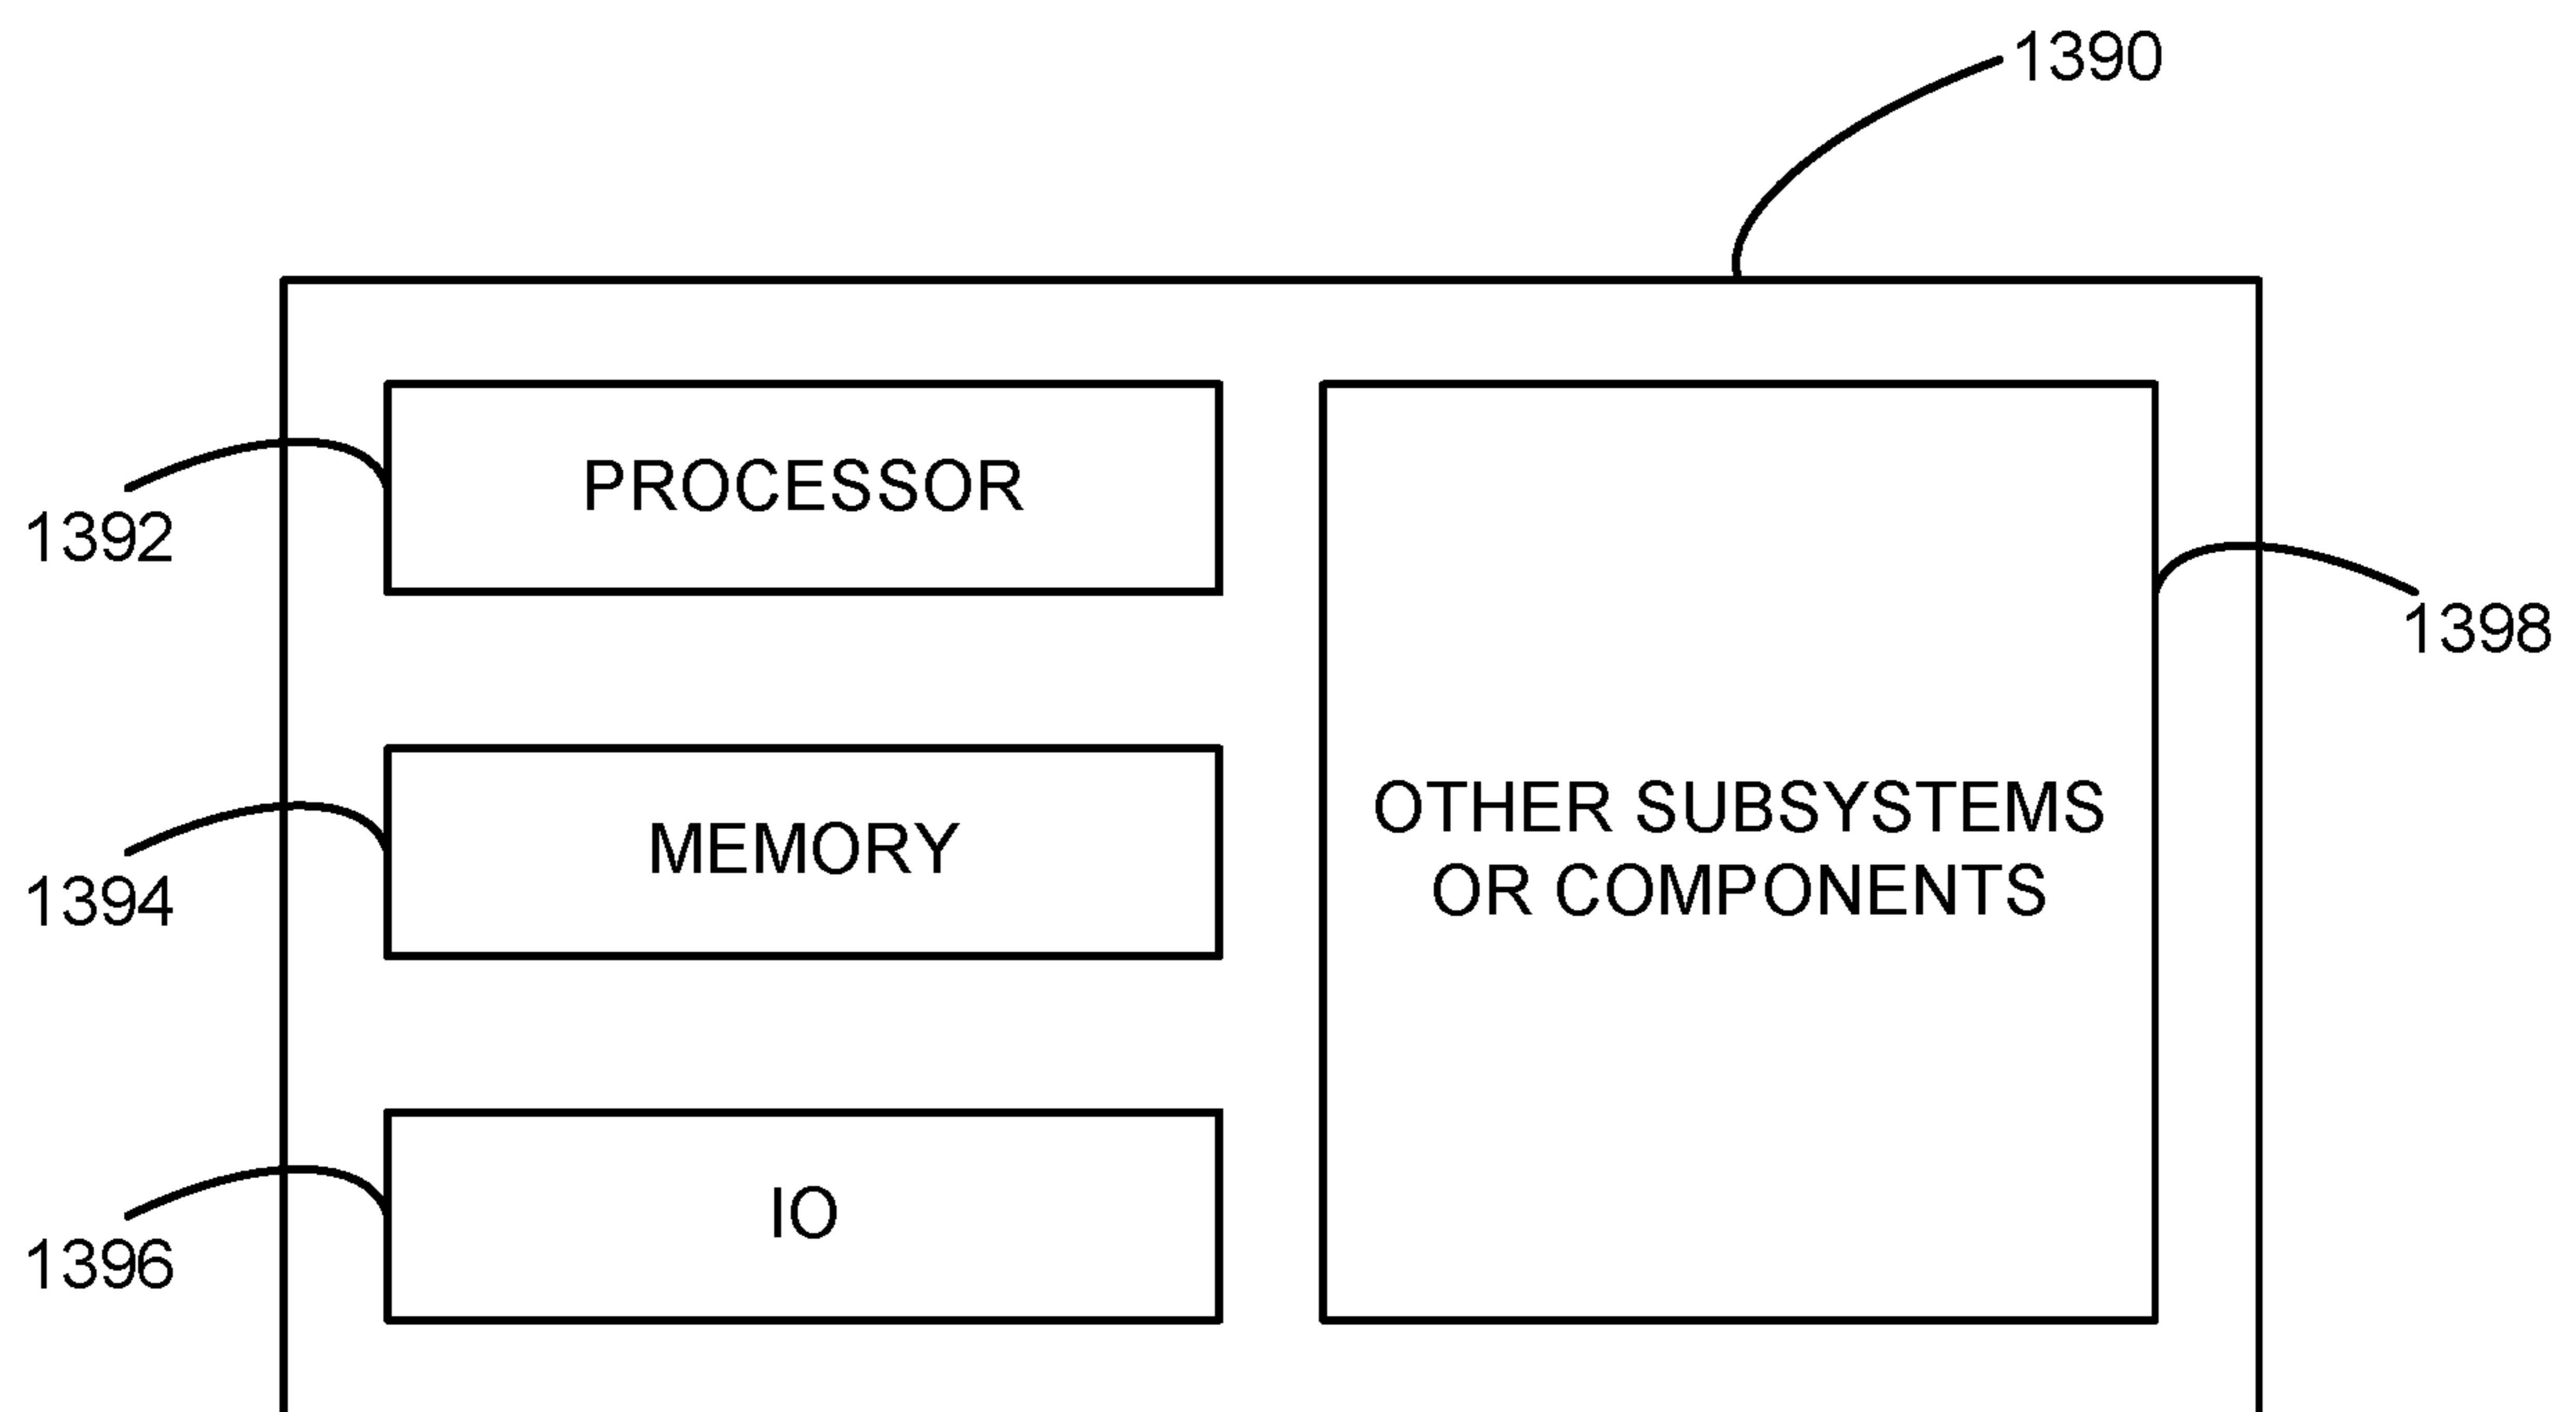 1390
PROCESSOR
1392
1398
MEMORY
OTHER SUBSYSTEMS
OR COMPONENTS
1394
IO
1396